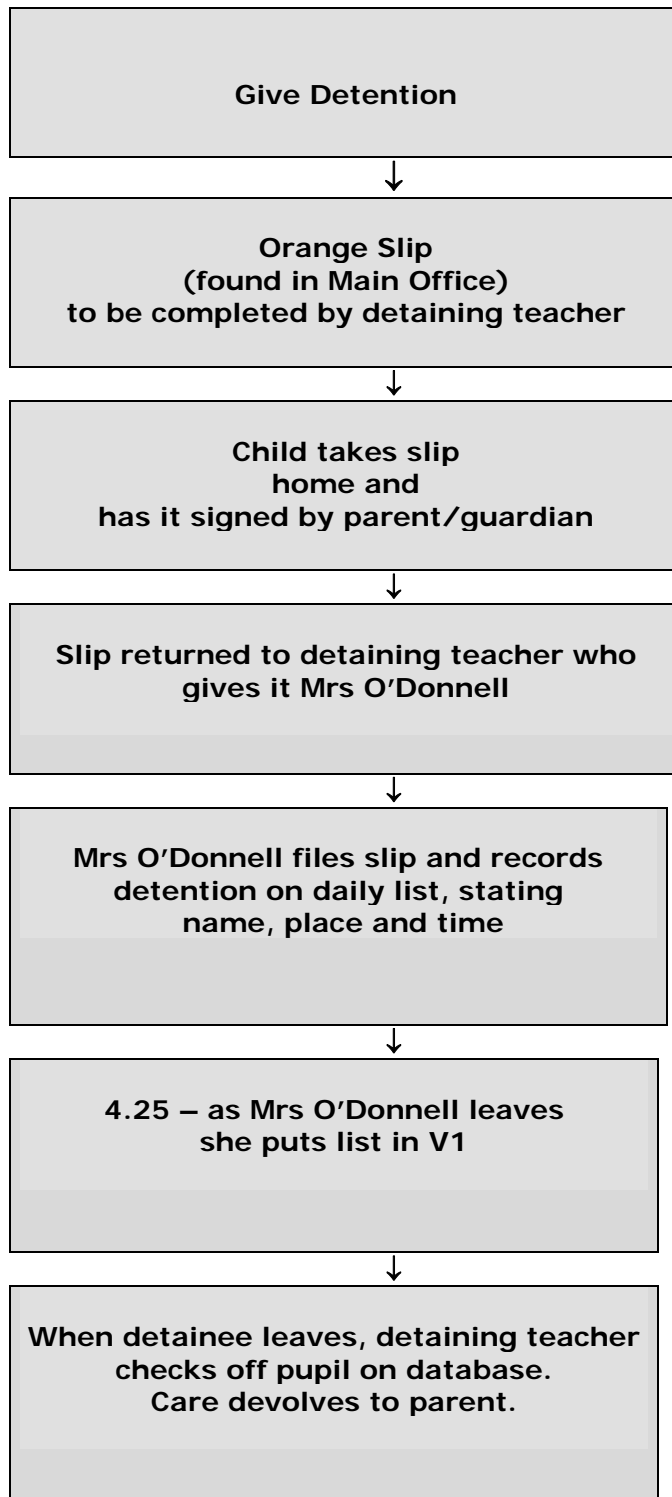 Give Detention
Orange Slip
(found in Main Office)
to be completed by detaining teacher
Child takes slip
home and
has it signed by parent/guardian
Slip returned to detaining teacher who
gives it Mrs O’Donnell
Mrs O’Donnell files slip and records
detention on daily list, stating
name, place and time
4.25 – as Mrs O’Donnell leaves
she puts list in V1
When detainee leaves, detaining teacher
checks off pupil on database.
Care devolves to parent.